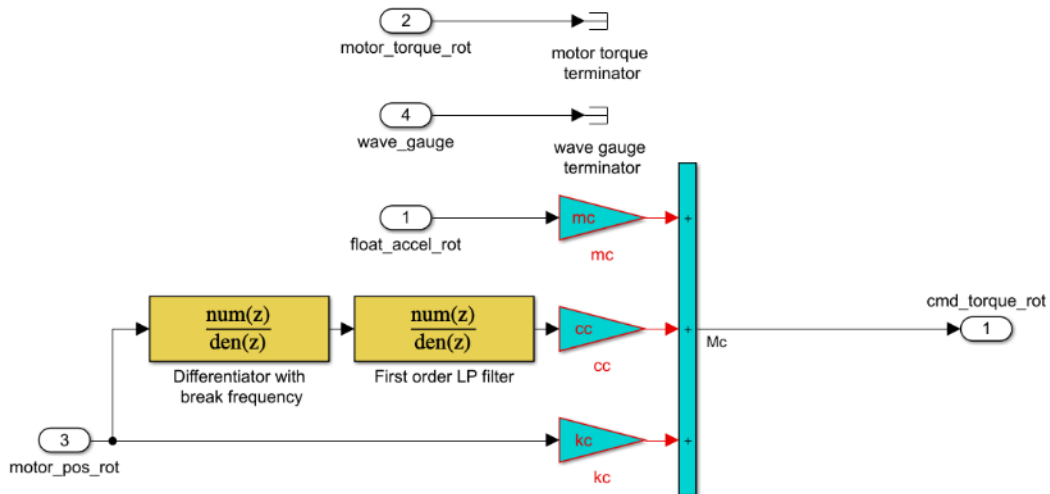 2
motor_torque_rot
motor torque
terminator
4
wave_gauge
wave gauge
terminator
1
float_accel_rot
mc
mc
+
num(z)
den(z)
Differentiator with
break frequency
num(z)
den(z)
First order LP filter
cc
cc
+
Mc
cmd_torque_rot
1
3
motor_pos_rot
kc
kc
+